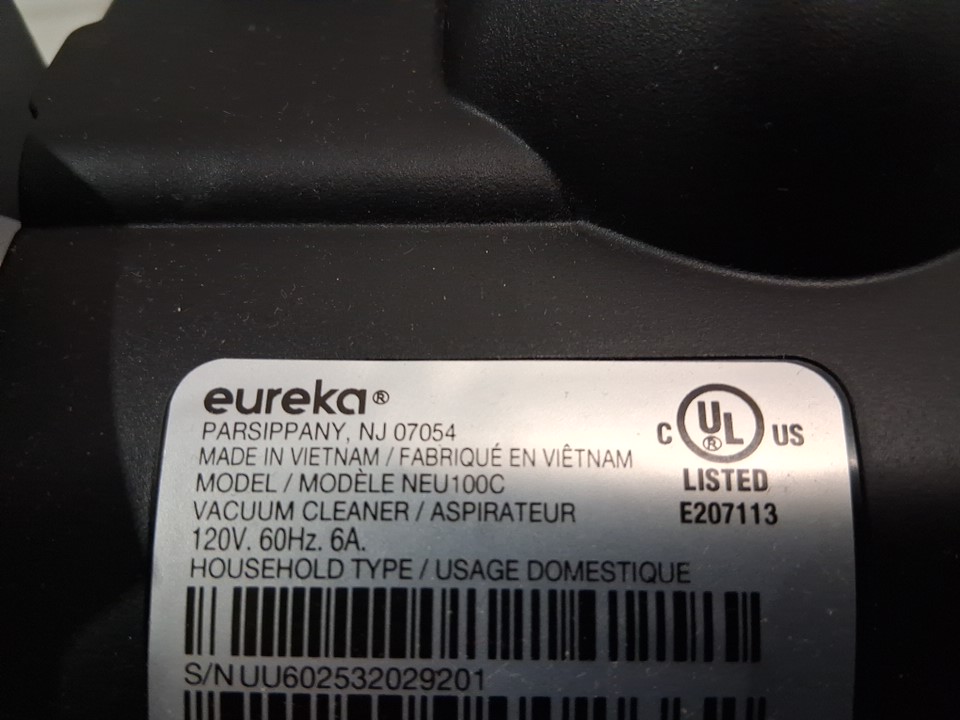 eureka®
PARSIPPANY, NJ 07054
MADE IN VIETNAM / FABRIQUÉ EN VIÊTNAM
MODEL / MODÈLE NEU100C
VACUUM CLEANER / ASPIRATEUR
120V. 60Hz. 6A.
HOUSEHOLD TYPE / USAGE DOMESTIQUE
S/N UU602532029201
C UL® US
LISTED
E207113